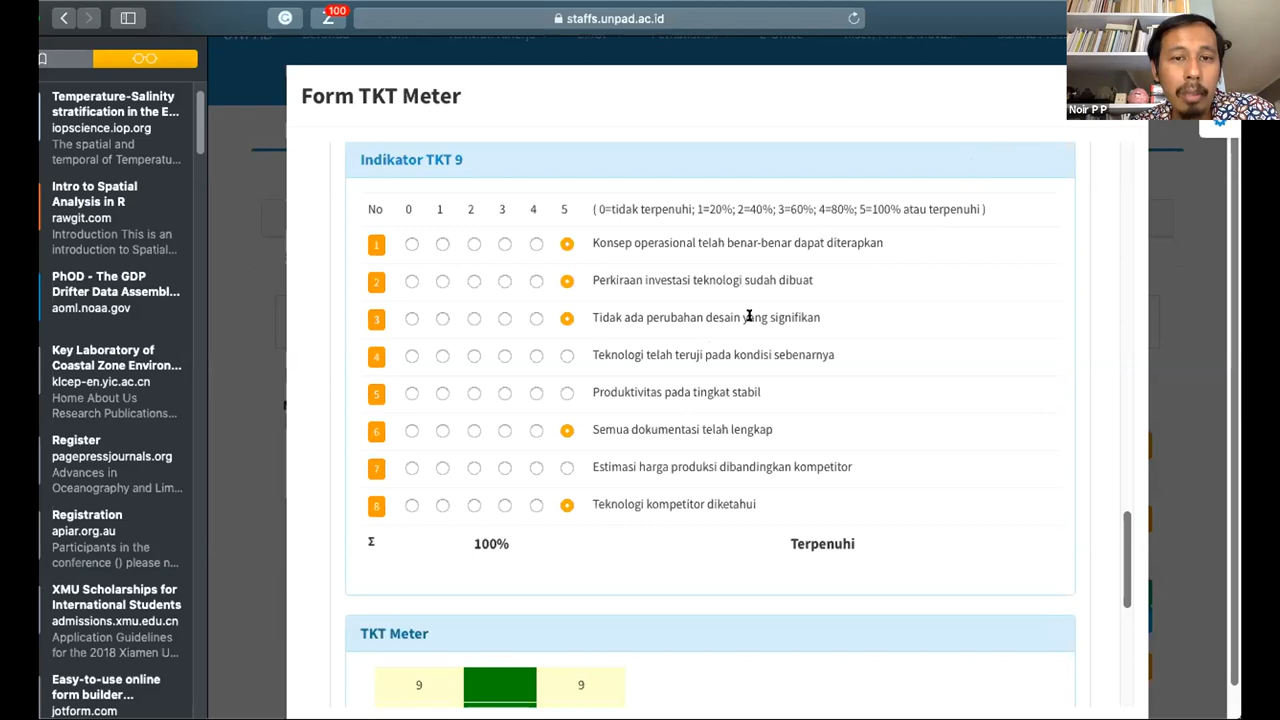 100
staffs.unpad.ac.id
Noir P P
Temperature-Salinity
stratification in the E...
iopscience.iop.org
The spatial and
temporal of Temperatu...
Intro to Spatial
Analysis in R
rawgit.com
Introduction This is an
introduction to Spatial...
PhOD - The GDP
Drifter Data Assembl...
aoml.noaa.gov
Key Laboratory of
Coastal Zone Environ...
klcep-en.yic.ac.cn
Home About Us
Research Publications...
Register
pagepressjournals.org
Advances in
Oceanography and Lim...
Registration
apiar.org.au
Participants in the
conference () please n...
XMU Scholarships for
International Students
admissions.xmu.edu.cn
Application Guidelines
for the 2018 Xiamen U...
Easy-to-use online
form builder...
jotform.com
Form TKT Meter
Indikator TKT 9
No 0 1 2 3 4 5 ( 0=tidak terpenuhi; 1=20%; 2=40%; 3=60%; 4=80%; 5=100% atau terpenuhi )
1 Konsep operasional telah benar-benar dapat diterapkan
2 Perkiraan investasi teknologi sudah dibuat
3 Tidak ada perubahan desain yang signifikan
4 Teknologi telah teruji pada kondisi sebenarnya
5 Produktivitas pada tingkat stabil
6 Semua dokumentasi telah lengkap
7 Estimasi harga produksi dibandingkan kompetitor
8 Teknologi kompetitor diketahui
Σ 100% Terpenuhi
TKT Meter
9 9